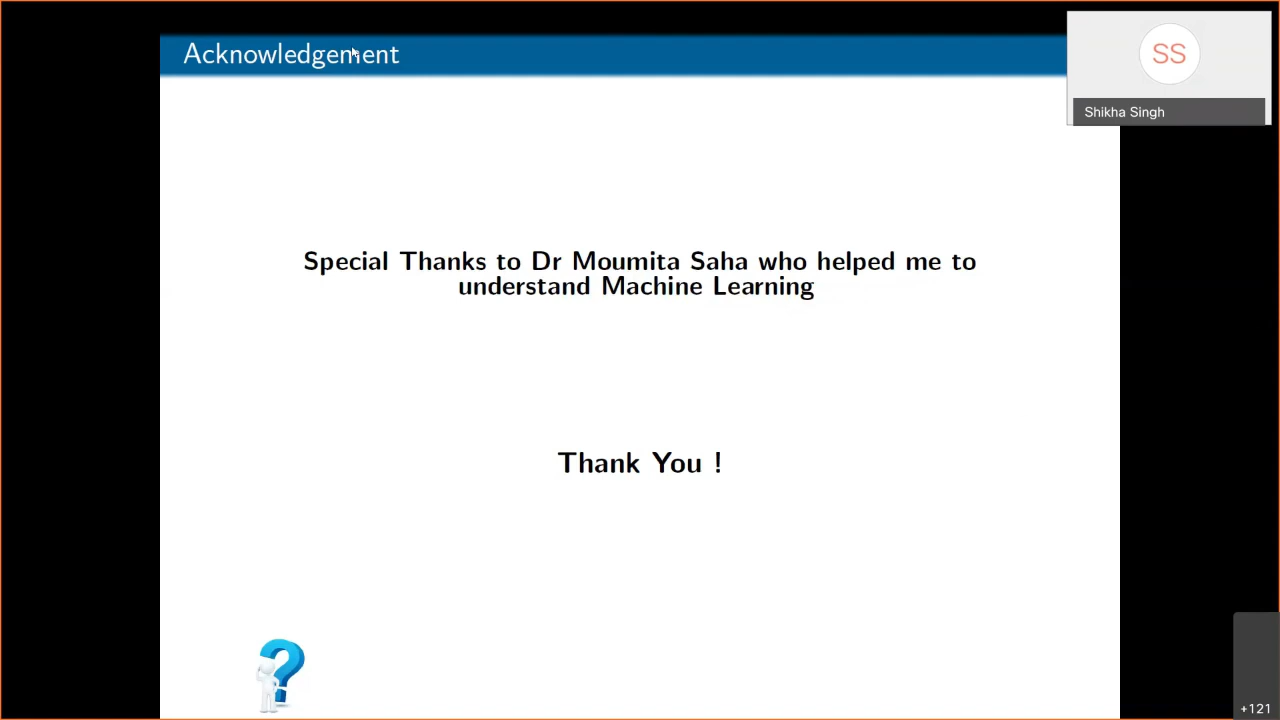 Acknowledgement
SS
Shikha Singh
Special Thanks to Dr Moumita Saha who helped me to
understand Machine Learning
Thank You !
+121